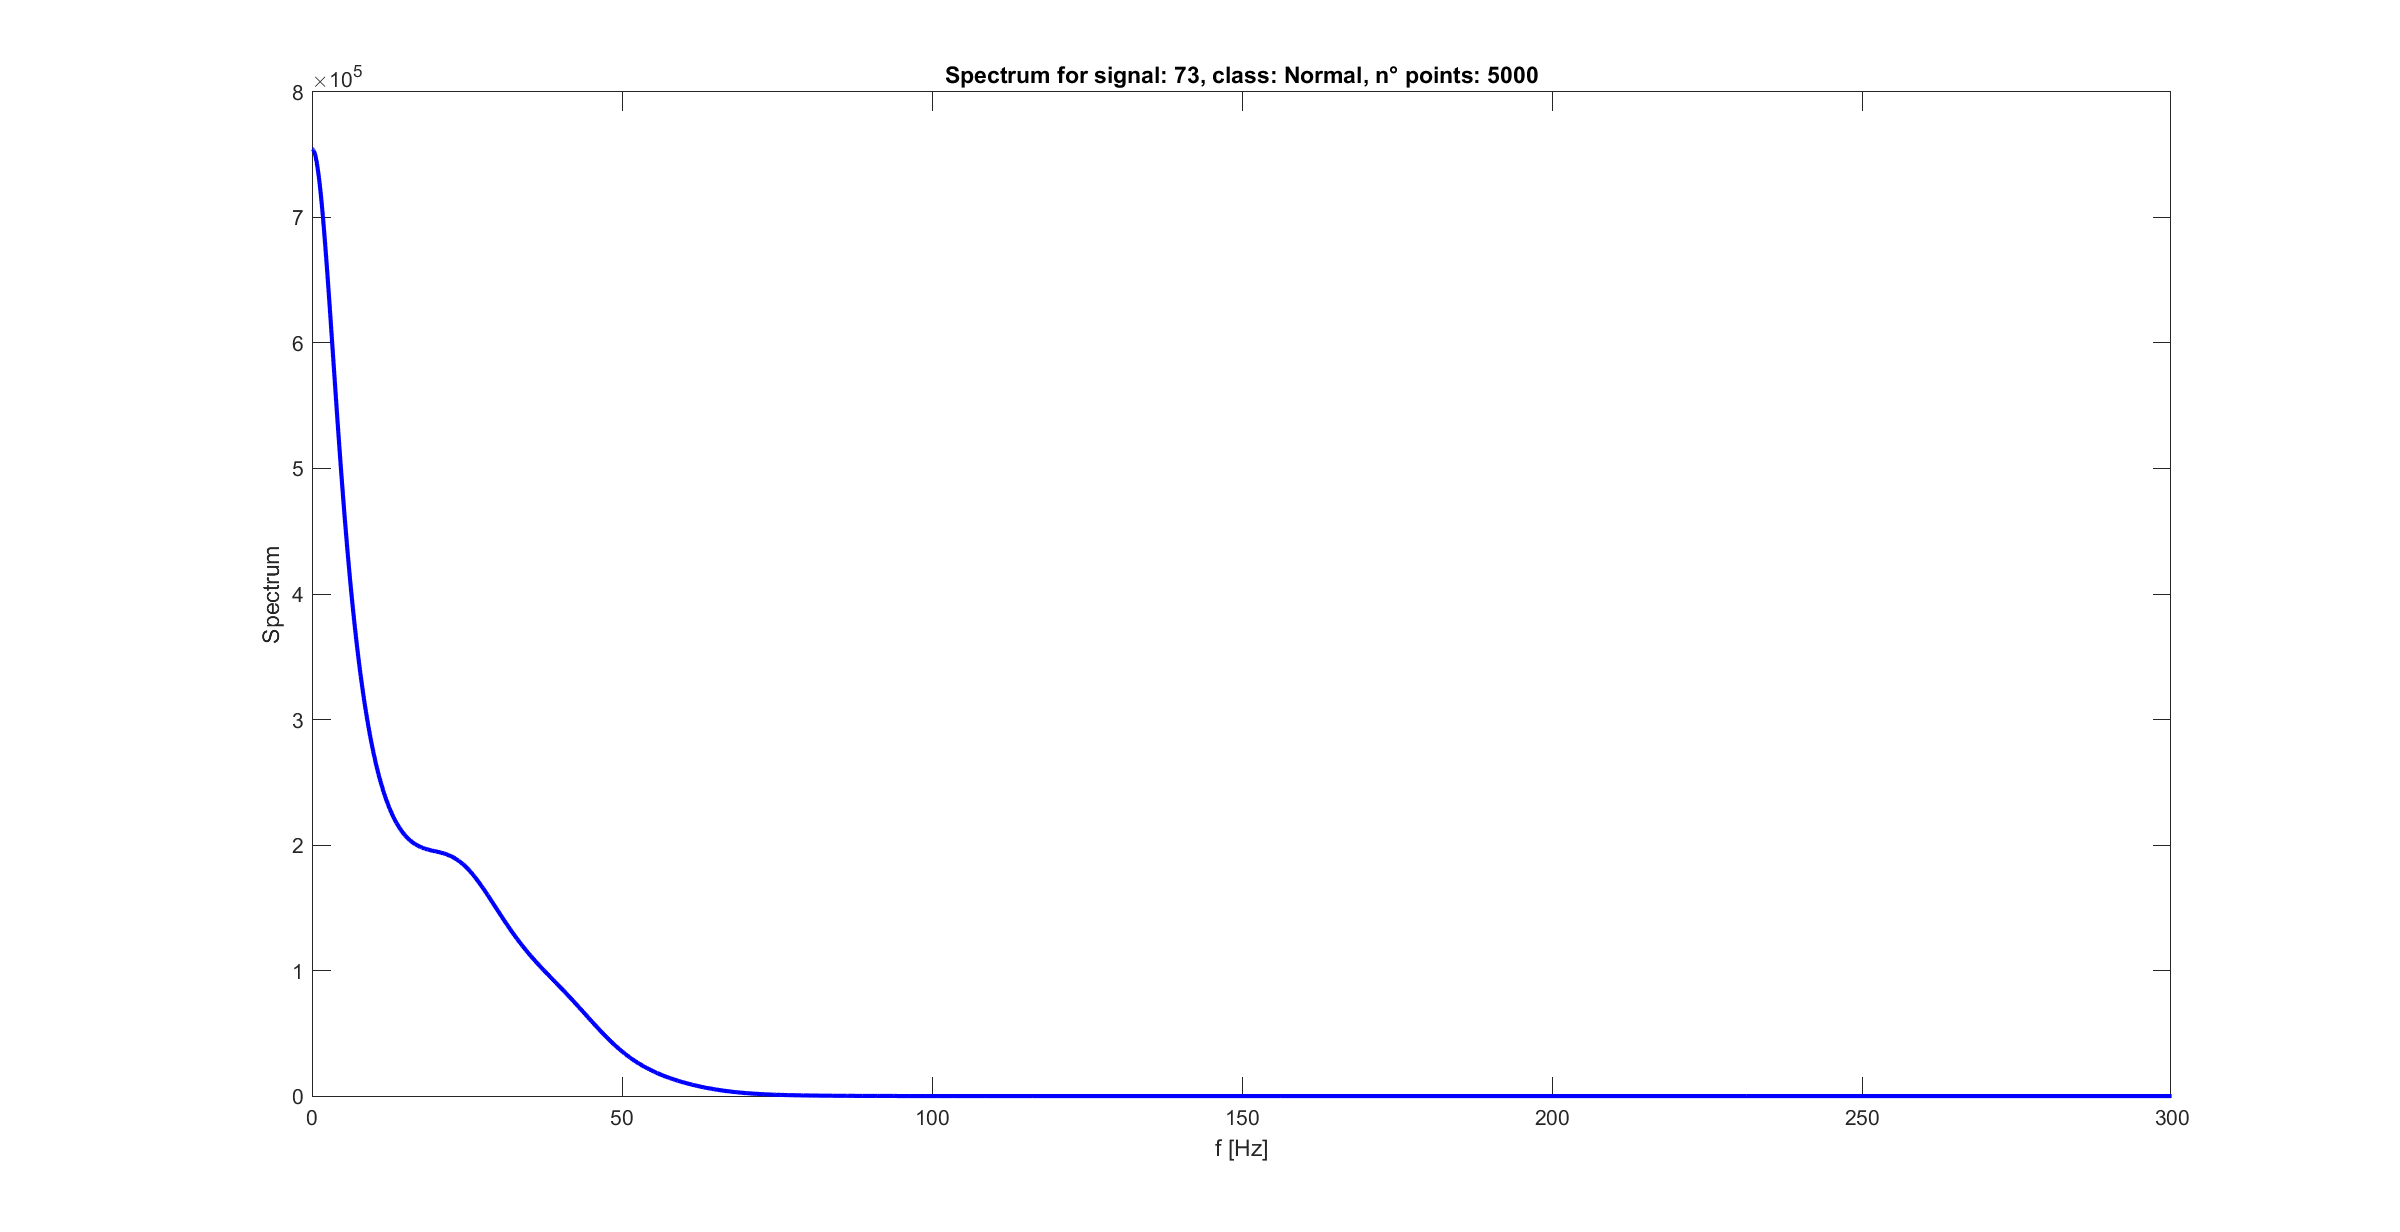 Spectrum for signal: 73, class: Normal, n° points: 5000
×10^5
8
7
6
5
4
3
2
1
0
Spectrum
0 50 100 150 200 250 300
f [Hz]